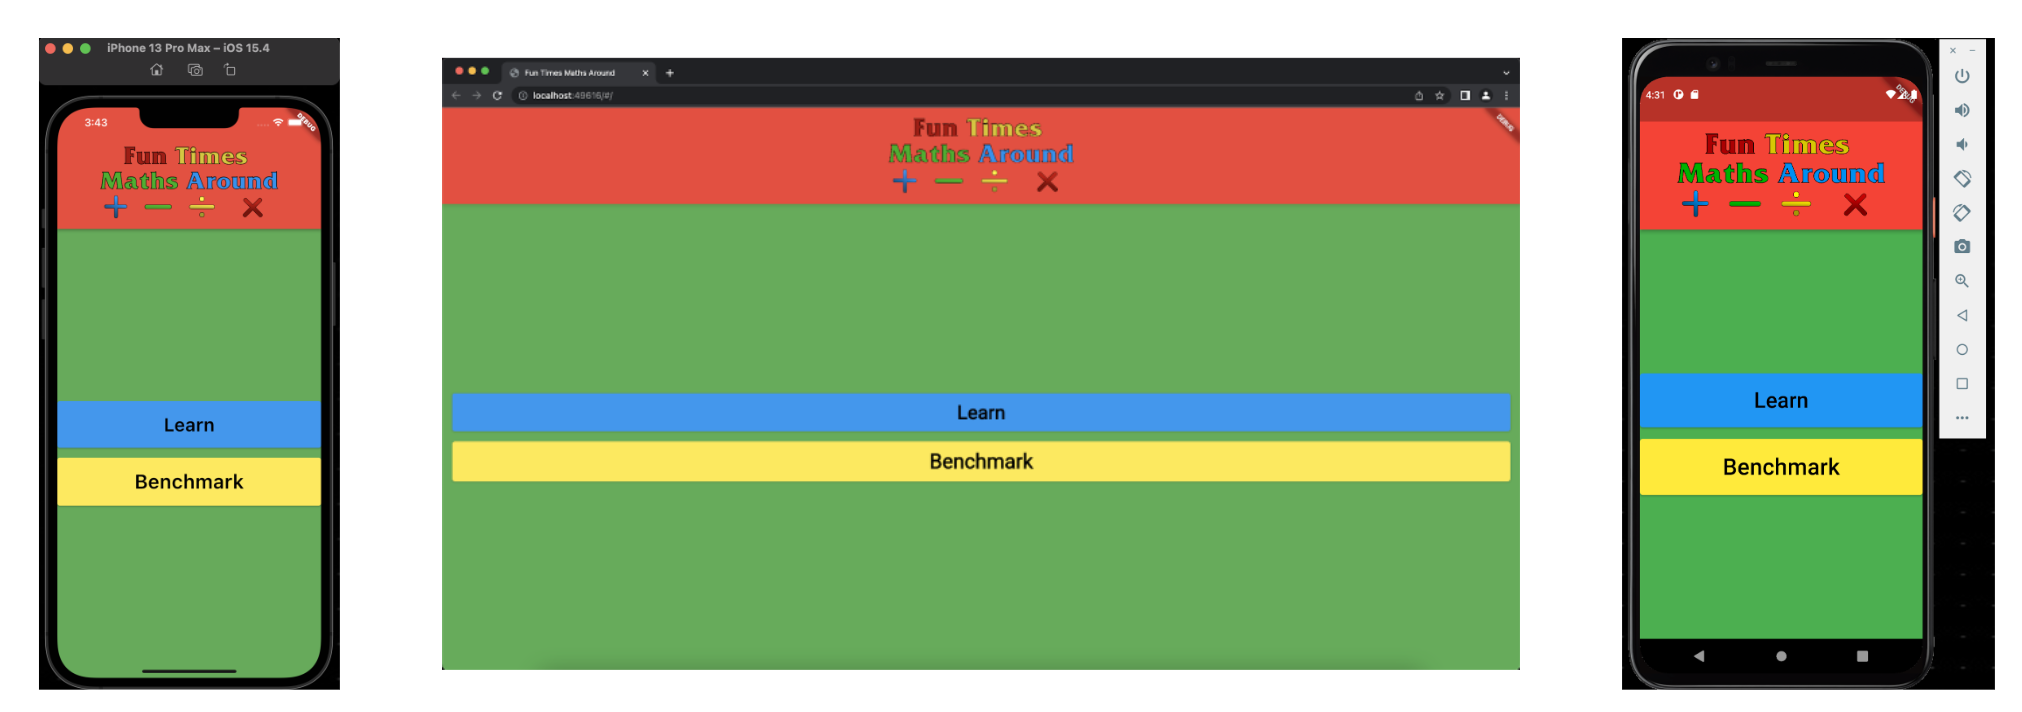 iPhone 13 Pro Max – iOS 15.4
3:43
DEBUG
Fun Times
Maths Around
+ − ÷ ×
Learn
Benchmark
Fun Times Maths Around
localhost:49616/#/
DEBUG
Fun Times
Maths Around
+ − ÷ ×
Learn
Benchmark
4:31
DEBUG
Fun Times
Maths Around
+ − ÷ ×
Learn
Benchmark